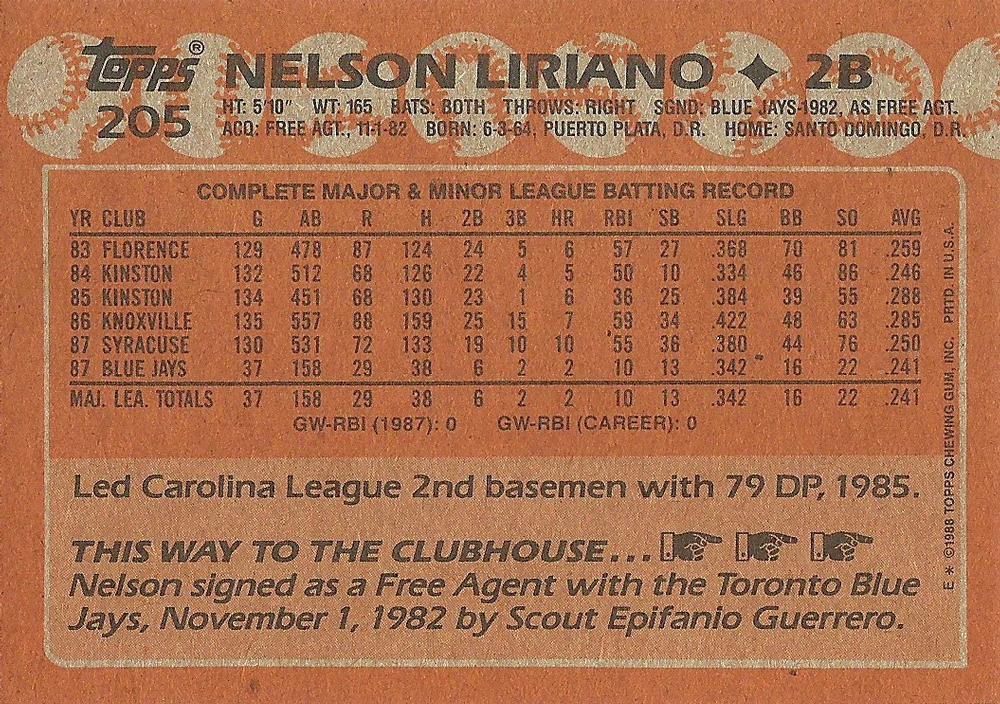 Topps® NELSON LIRIANO ✦ 2B
205 HT: 5'10" WT: 165 BATS: BOTH THROWS: RIGHT SGND: BLUE JAYS-1982, AS FREE AGT.
ACQ: FREE AGT., 11-1-82 BORN: 6-3-64, PUERTO PLATA, D.R. HOME: SANTO DOMINGO, D.R.
COMPLETE MAJOR & MINOR LEAGUE BATTING RECORD
YR CLUB G AB R H 2B 3B HR RBI SB SLG BB SO AVG
83 FLORENCE 129 478 87 124 24 5 6 57 27 .368 70 81 .259
84 KINSTON 132 512 68 126 22 4 5 50 10 .334 46 86 .246
85 KINSTON 134 451 68 130 23 1 6 36 25 .384 39 55 .288
86 KNOXVILLE 135 557 88 159 25 15 7 59 34 .422 48 63 .285
87 SYRACUSE 130 531 72 133 19 10 10 55 36 .380 44 76 .250
87 BLUE JAYS 37 158 29 38 6 2 2 10 13 .342 16 22 .241
MAJ. LEA. TOTALS 37 158 29 38 6 2 2 10 13 .342 16 22 .241
GW-RBI (1987): 0 GW-RBI (CAREER): 0
Led Carolina League 2nd basemen with 79 DP, 1985.
THIS WAY TO THE CLUBHOUSE...
Nelson signed as a Free Agent with the Toronto Blue
Jays, November 1, 1982 by Scout Epifanio Guerrero.
E * ©1988 TOPPS CHEWING GUM, INC. PRTD. IN U.S.A.